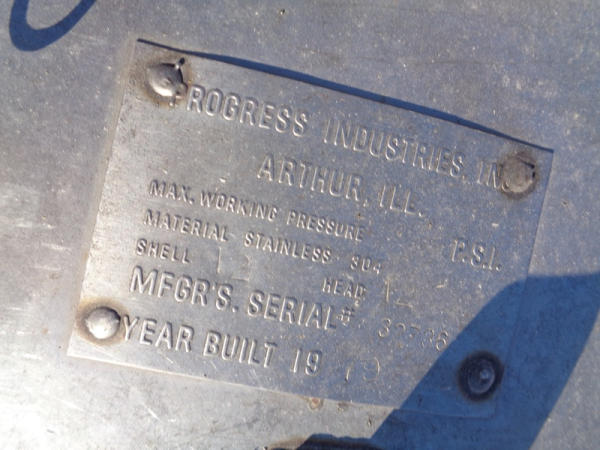 PROGRESS INDUSTRIES, INC.
ARTHUR, ILL.
MAX. WORKING PRESSURE P.S.I.
MATERIAL STAINLESS 304
SHELL HEAD
MFGR'S. SERIAL#
YEAR BUILT 19